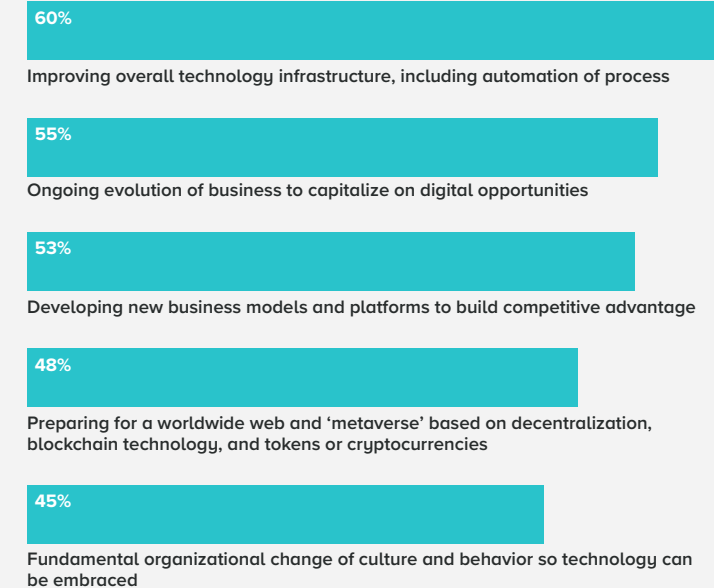 60%
Improving overall technology infrastructure, including automation of process
55%
Ongoing evolution of business to capitalize on digital opportunities
53%
Developing new business models and platforms to build competitive advantage
48%
Preparing for a worldwide web and ‘metaverse’ based on decentralization,
blockchain technology, and tokens or cryptocurrencies
45%
Fundamental organizational change of culture and behavior so technology can
be embraced